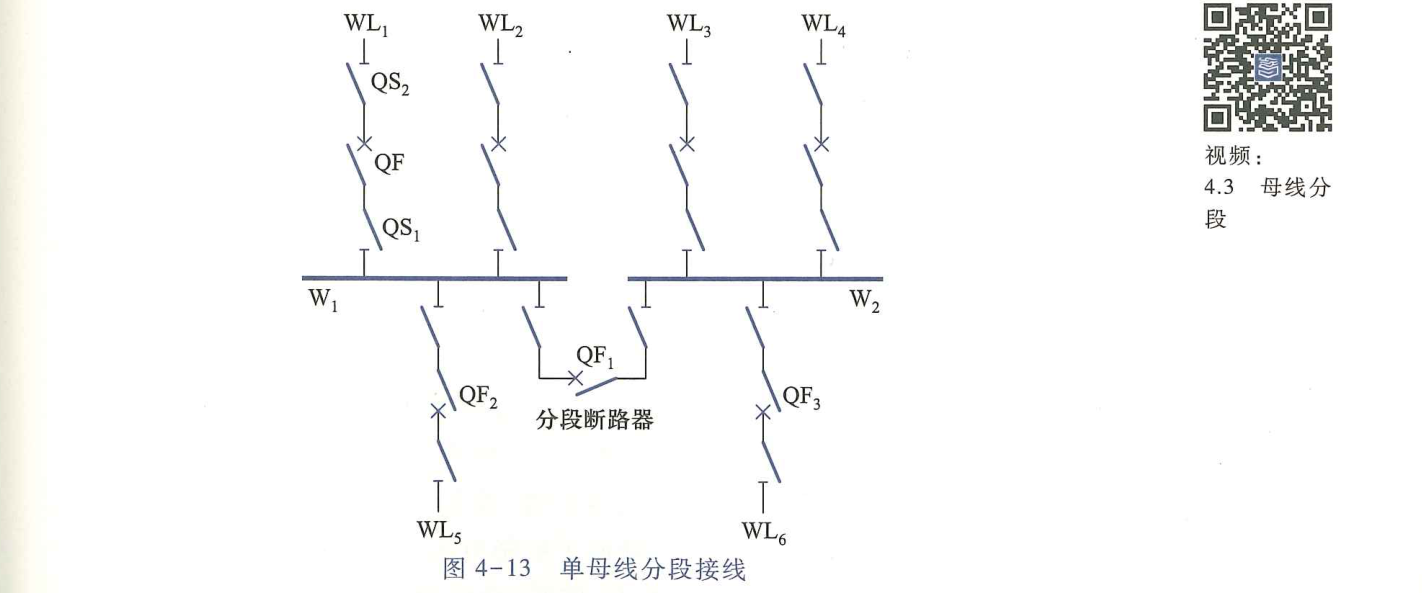 WL₁ WL₂ WL₃ WL₄
QS₂
QF
QS₁
W₁ W₂
QF₁
QF₂ QF₃
分段断路器
WL₅ WL₆
图 4-13 单母线分段接线
视频：
4.3 母线分
段